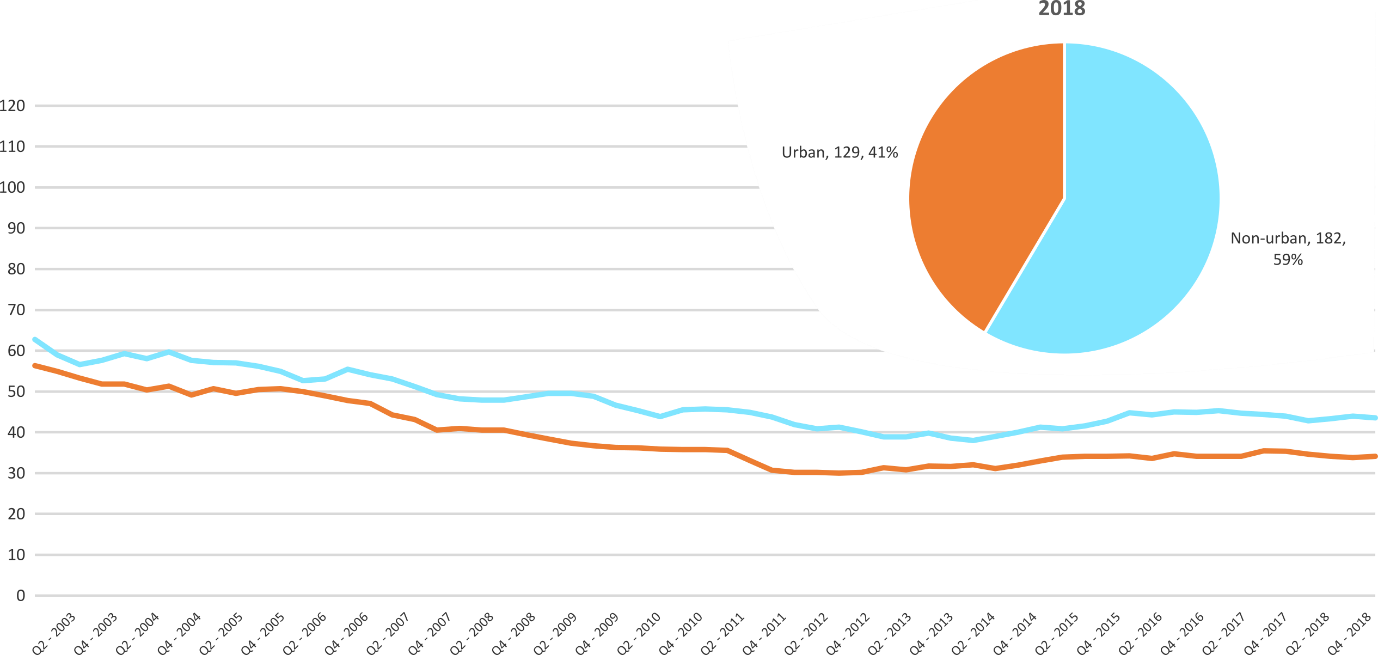 2018
120
110
100
90
80
70
60
50
40
30
20
10
0
Urban, 129, 41%
Non-urban, 182,
59%
Q2 - 2003
Q4 - 2003
Q2 - 2004
Q4 - 2004
Q2 - 2005
Q4 - 2005
Q2 - 2006
Q4 - 2006
Q2 - 2007
Q4 - 2007
Q2 - 2008
Q4 - 2008
Q2 - 2009
Q4 - 2009
Q2 - 2010
Q4 - 2010
Q2 - 2011
Q4 - 2011
Q2 - 2012
Q4 - 2012
Q2 - 2013
Q4 - 2013
Q2 - 2014
Q4 - 2014
Q2 - 2015
Q4 - 2015
Q2 - 2016
Q4 - 2016
Q2 - 2017
Q4 - 2017
Q2 - 2018
Q4 - 2018